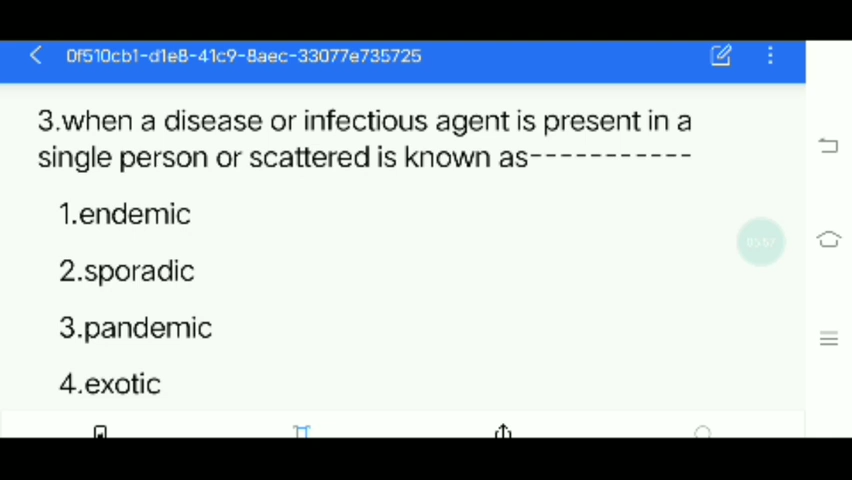 0f510cb1-d1e8-41c9-8aec-33077e735725
3.when a disease or infectious agent is present in a
single person or scattered is known as-----------
1.endemic
2.sporadic
3.pandemic
4.exotic